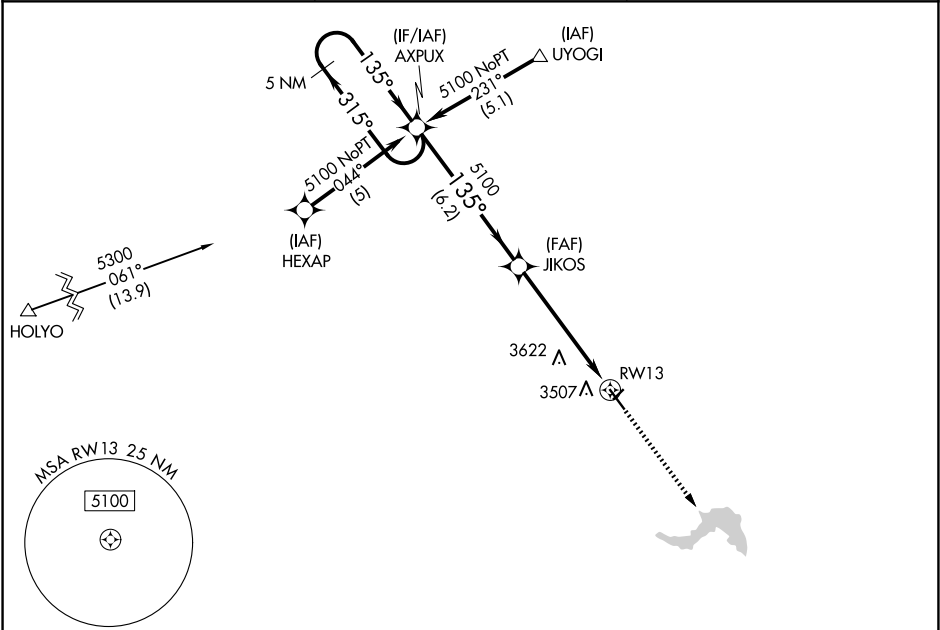 (IF/IAF)
AXPUX
(IAF)
UYOGI
5 NM
135°
315°
5100 NoPT
231°
(5.1)
5100 NoPT
044°
(5)
5100
135°
(6.2)
(IAF)
HEXAP
(FAF)
JIKOS
5300
061°
(13.9)
HOLYO
3622
3507
RW13
MSA RW13 25 NM
5100